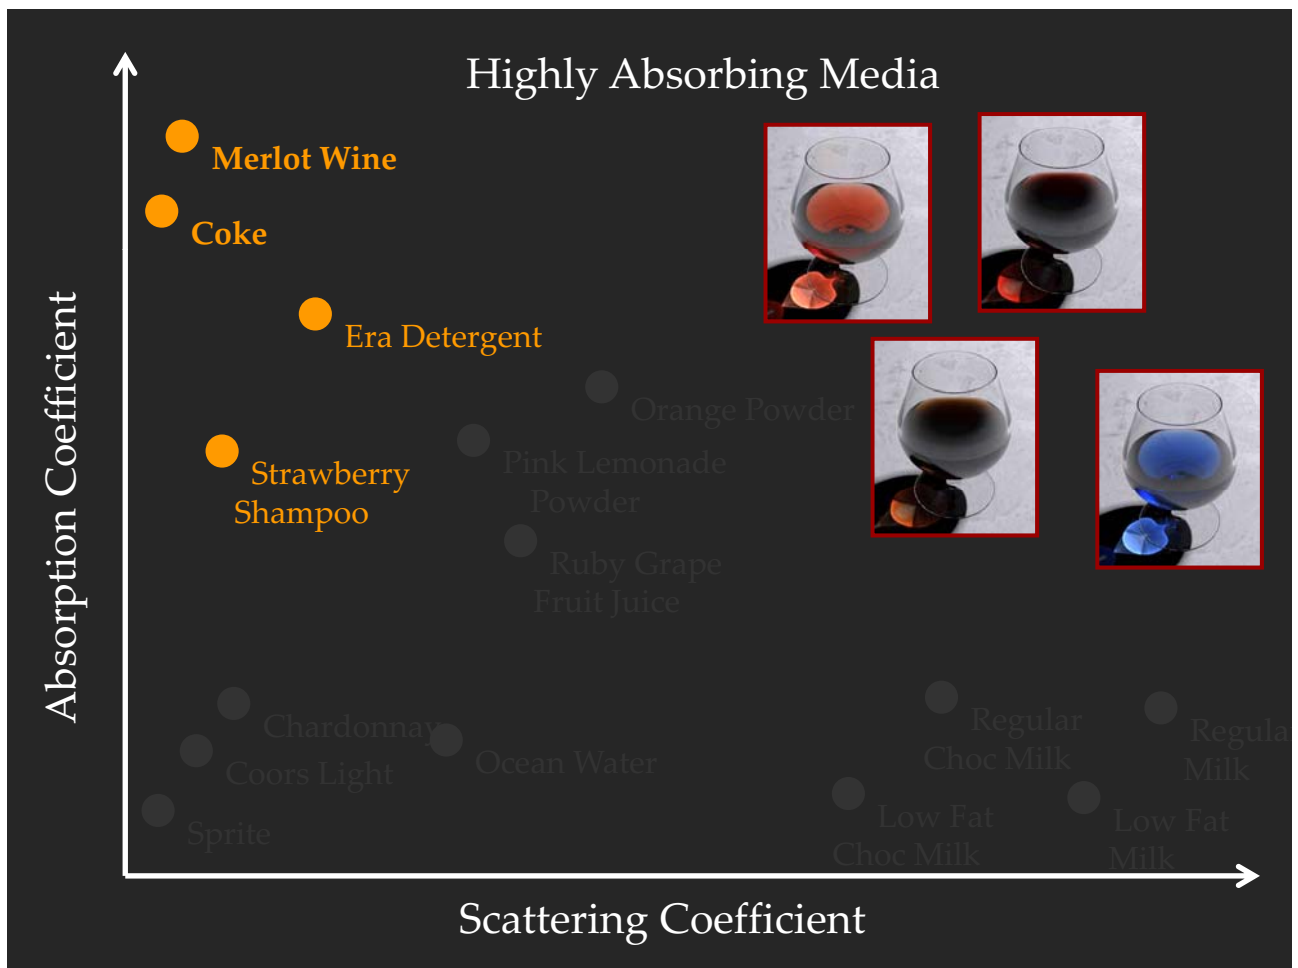 Highly Absorbing Media
Merlot Wine
Coke
Era Detergent
Orange Powder
Pink Lemonade
Powder
Strawberry
Shampoo
Ruby Grape
Fruit Juice
Chardonnay
Coors Light
Ocean Water
Sprite
Regular
Choc Milk
Regula
Milk
Low Fat
Choc Milk
Low Fat
Milk
Absorption Coefficient
Scattering Coefficient